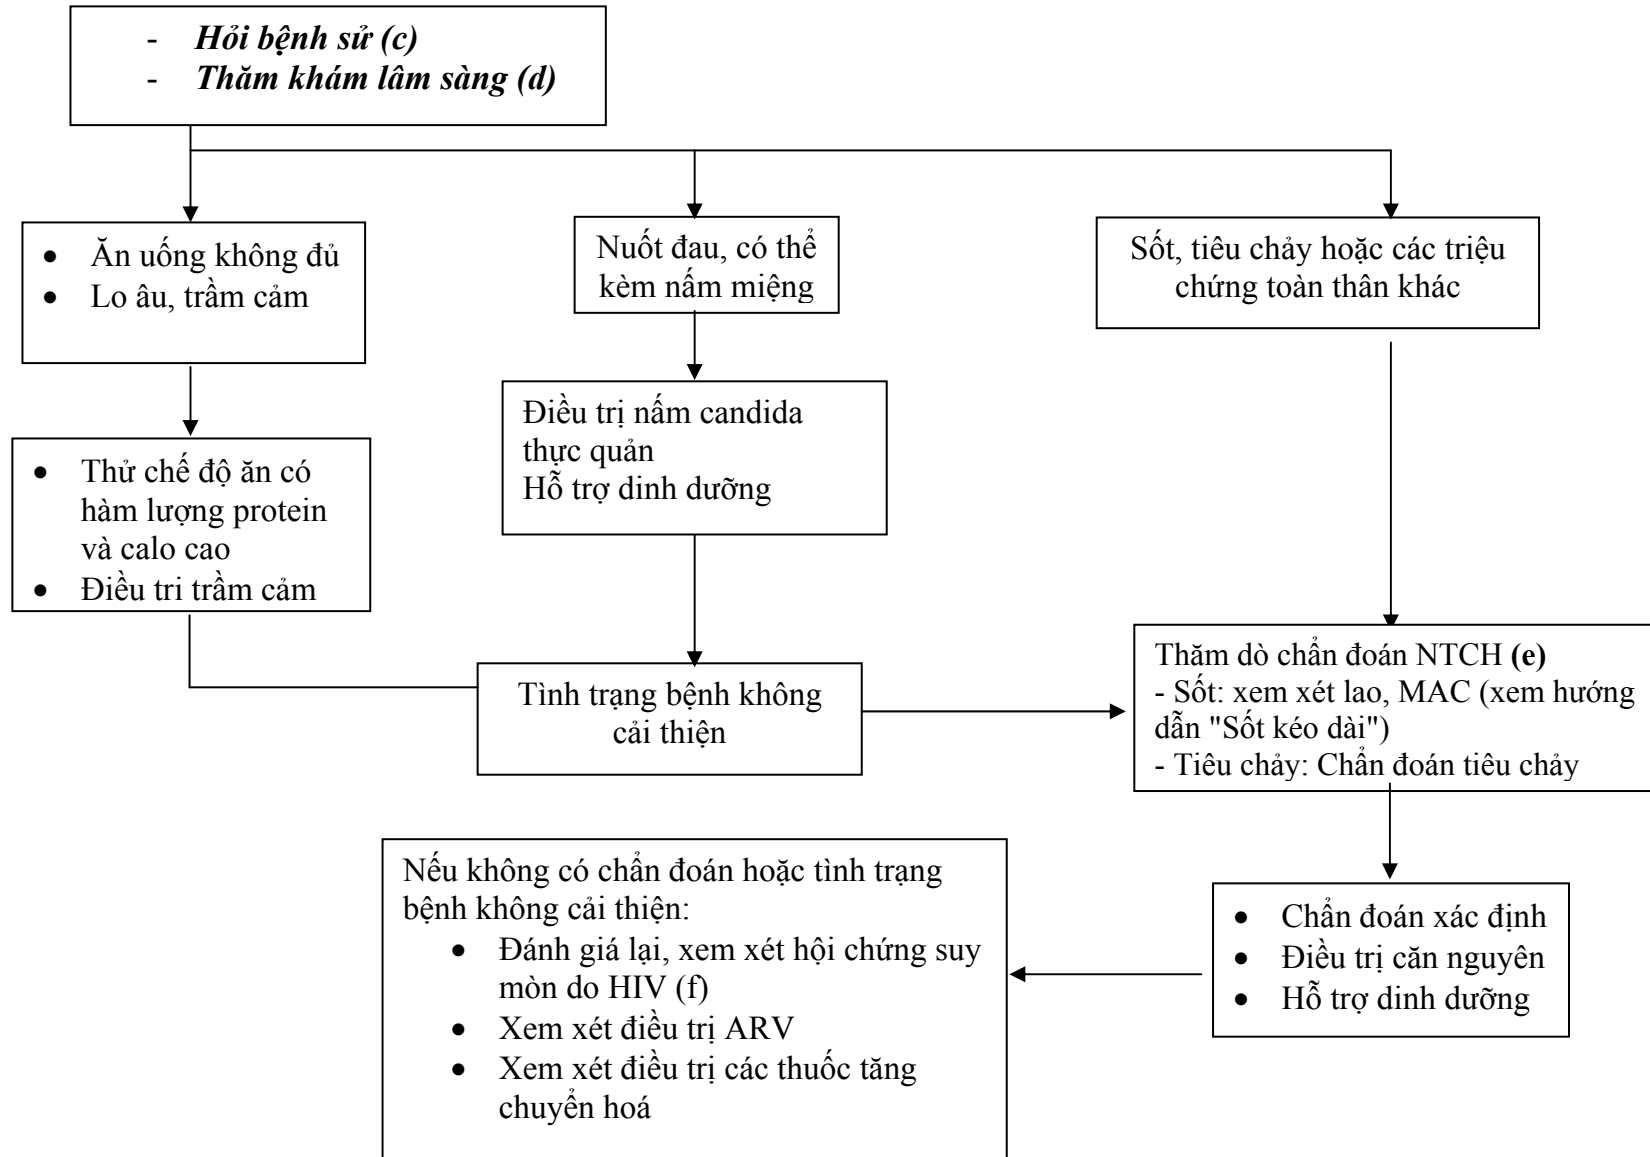 - Hỏi bệnh sử (c)
- Thăm khám lâm sàng (d)
• Ăn uống không đủ
• Lo âu, trầm cảm
Nuốt đau, có thể
kèm nấm miệng
Sốt, tiêu chảy hoặc các triệu
chứng toàn thân khác
• Thử chế độ ăn có
hàm lượng protein
và calo cao
• Điều tri trầm cảm
Điều trị nấm candida
thực quản
Hỗ trợ dinh dưỡng
Tình trạng bệnh không
cải thiện
Thăm dò chẩn đoán NTCH (e)
- Sốt: xem xét lao, MAC (xem hướng
dẫn "Sốt kéo dài")
- Tiêu chảy: Chẩn đoán tiêu chảy
• Chẩn đoán xác định
• Điều trị căn nguyên
• Hỗ trợ dinh dưỡng
Nếu không có chẩn đoán hoặc tình trạng
bệnh không cải thiện:
• Đánh giá lại, xem xét hội chứng suy
mòn do HIV (f)
• Xem xét điều trị ARV
• Xem xét điều trị các thuốc tăng
chuyển hoá